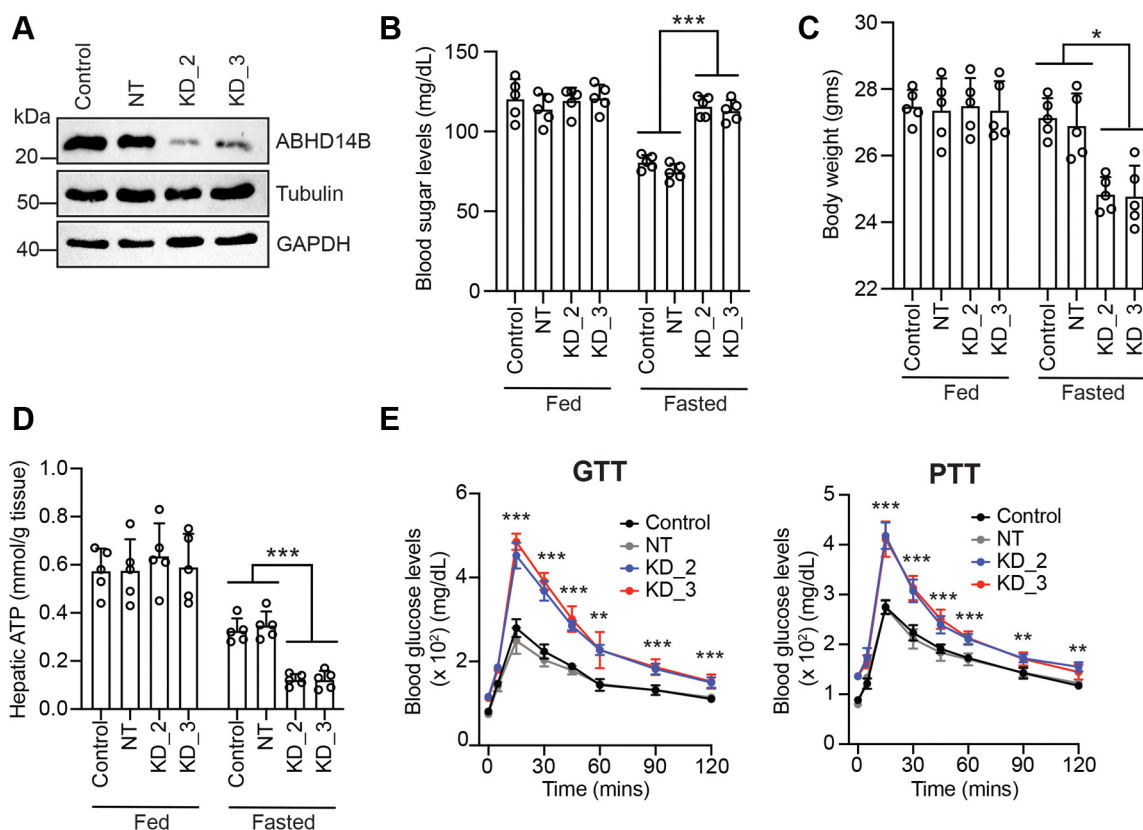 A
Control
NT
KD_2
KD_3
kDa
20
ABHD14B
50
Tubulin
40
GAPDH
B
Blood sugar levels (mg/dL)
150
100
50
0
***
Control
NT
KD_2
KD_3
Control
NT
KD_2
KD_3
Fed
Fasted
C
Body weight (gms)
28
26
24
22
*
Control
NT
KD_2
KD_3
Control
NT
KD_2
KD_3
Fed
Fasted
D
Hepatic ATP (mmol/g tissue)
1.0
0.8
0.6
0.4
0.2
0.0
***
Control
NT
KD_2
KD_3
Control
NT
KD_2
KD_3
Fed
Fasted
E
GTT
Blood glucose levels
(x 10²) (mg/dL)
6
4
2
0
***
***
***
**
***
***
Control
NT
KD_2
KD_3
0
30
60
90
120
Time (mins)
PTT
Blood glucose levels
(x 10²) (mg/dL)
5
4
3
2
1
0
***
***
***
***
**
**
Control
NT
KD_2
KD_3
0
30
60
90
120
Time (mins)